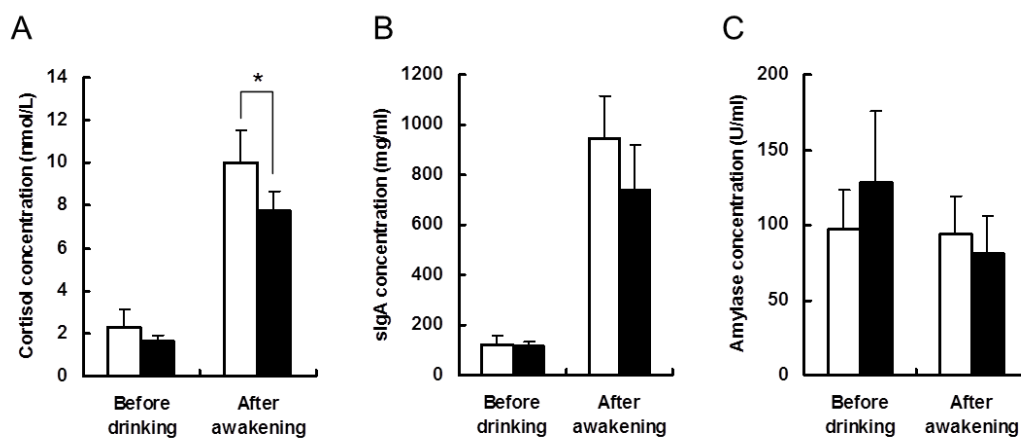 A
Cortisol concentration (nmol/L)
14
12
10
8
6
4
2
0
*
Before
drinking
After
awakening
B
sIgA concentration (mg/ml)
1200
1000
800
600
400
200
0
Before
drinking
After
awakening
C
Amylase concentration (U/ml)
200
150
100
50
0
Before
drinking
After
awakening